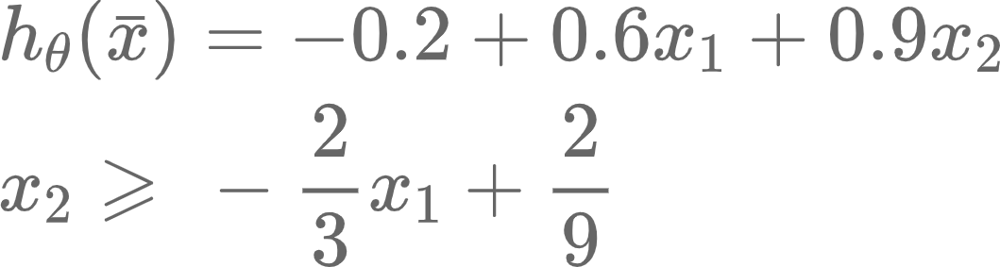 h_θ(x̄) = −0.2 + 0.6x₁ + 0.9x₂
x₂ ⩾ −2/3 x₁ + 2/9